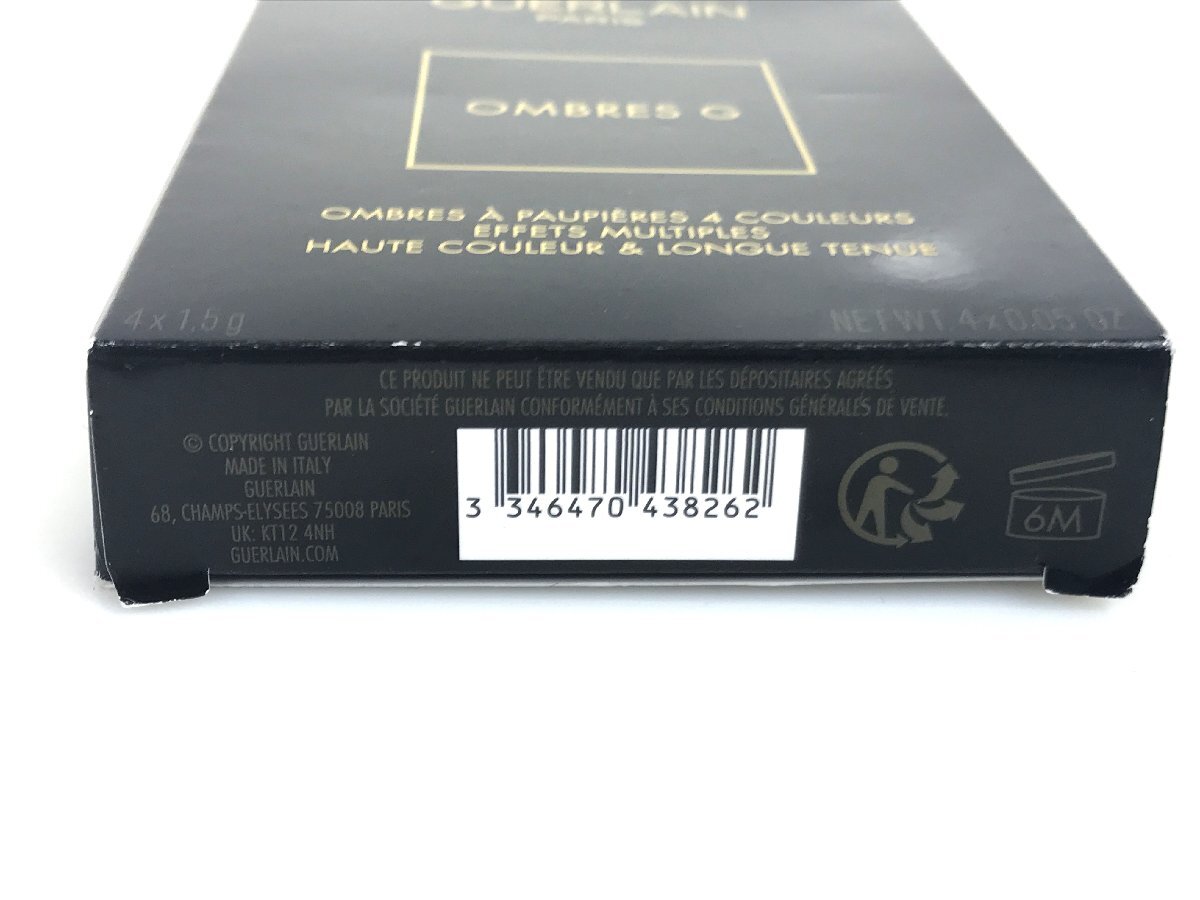 GUERLAIN
PARIS
OMBRES G
OMBRES À PAUPIÈRES 4 COULEURS
EFFETS MULTIPLES
HAUTE COULEUR & LONGUE TENUE
4 x 1,5 g
NET WT. 4 x 0.05 OZ
CE PRODUIT NE PEUT ÊTRE VENDU QUE PAR LES DÉPOSITAIRES AGRÉÉS
PAR LA SOCIÉTÉ GUERLAIN CONFORMÉMENT À SES CONDITIONS GÉNÉRALES DE VENTE.
© COPYRIGHT GUERLAIN
MADE IN ITALY
GUERLAIN
68, CHAMPS-ELYSEES 75008 PARIS
UK: KT12 4NH
GUERLAIN.COM
3 346470 438262
6M